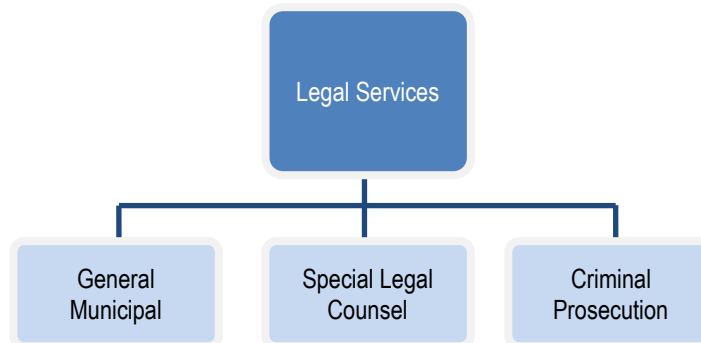 Legal Services
General
Municipal
Special Legal
Counsel
Criminal
Prosecution